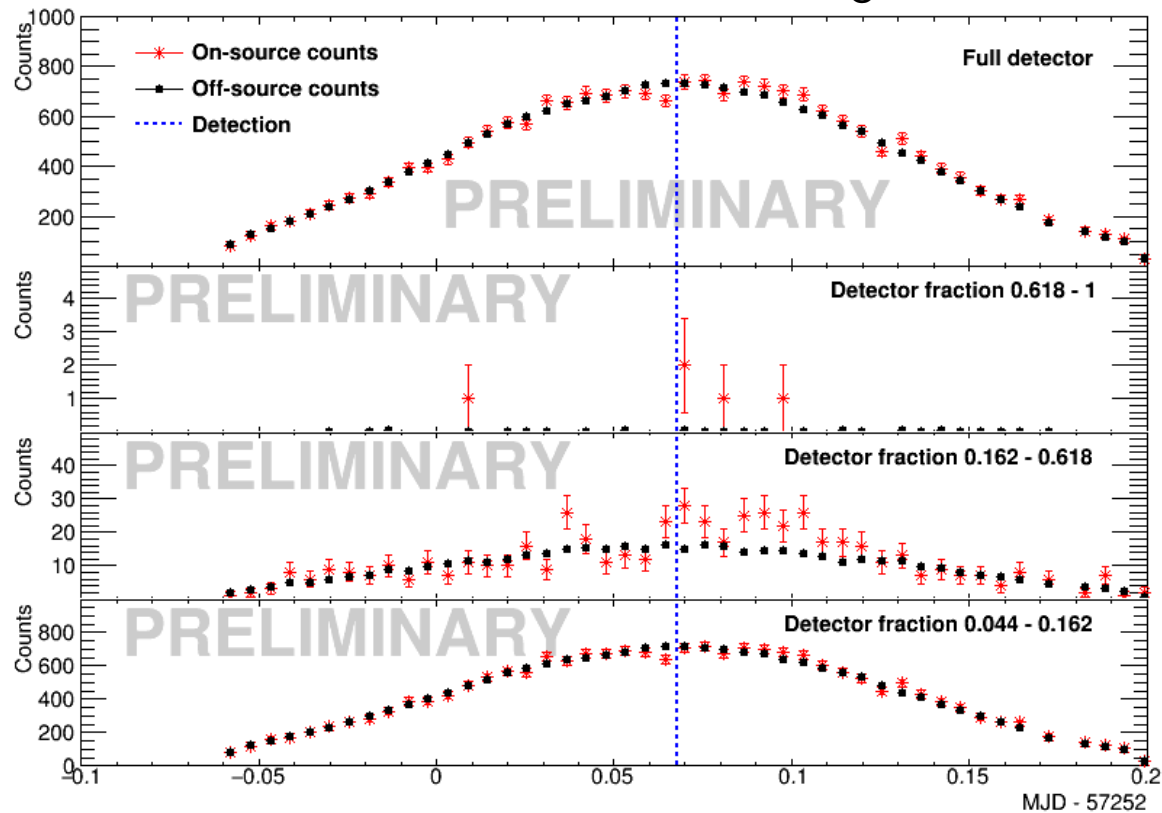 1000
Counts
800
600
400
200
On-source counts
Off-source counts
Detection
Full detector
PRELIMINARY
Counts
4
3
2
1
PRELIMINARY
Detector fraction 0.618 - 1
Counts
40
30
20
10
PRELIMINARY
Detector fraction 0.162 - 0.618
Counts
800
600
400
200
0
PRELIMINARY
Detector fraction 0.044 - 0.162
−0.1 −0.05 0 0.05 0.1 0.15 0.2
MJD - 57252